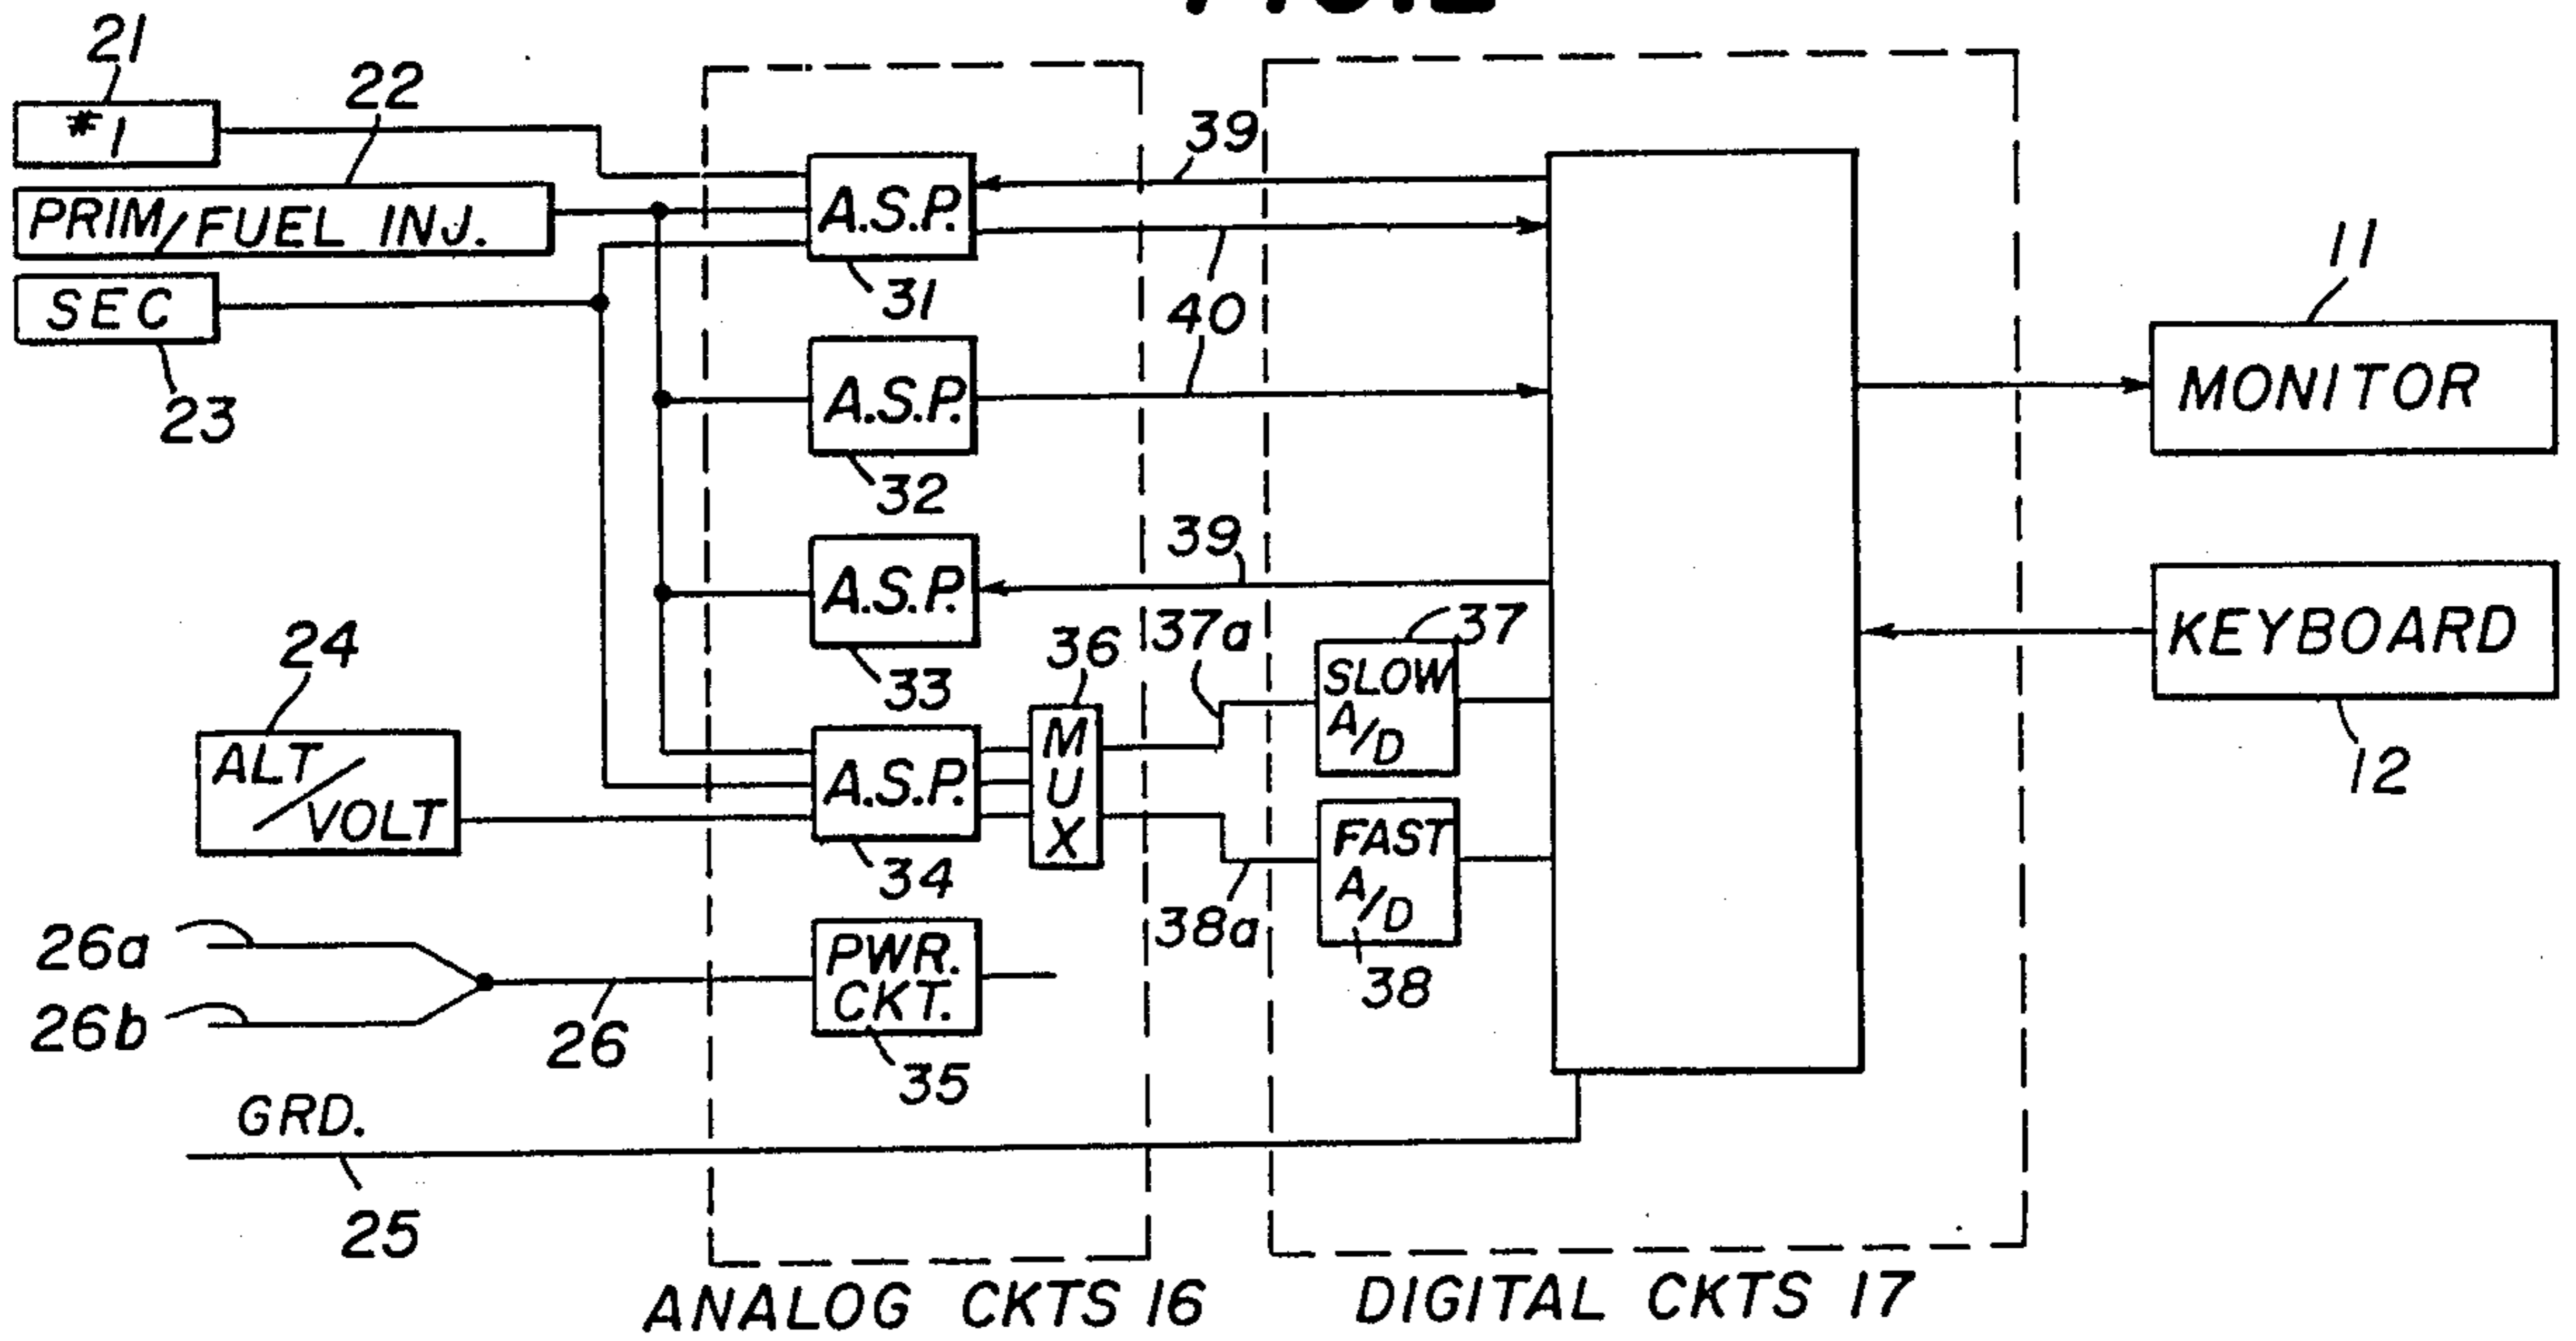 21
#1
22
PRIM/FUEL INJ.
SEC
23
A.S.P.
31
39
40
A.S.P.
32
A.S.P.
33
39
24
ALT/VOLT
A.S.P.
34
36
MUX
37a
37
SLOW
A/D
38a
FAST
A/D
38
26a
26b
26
PWR.
CKT.
35
GRD.
25
11
MONITOR
KEYBOARD
12
ANALOG CKTS 16
DIGITAL CKTS 17